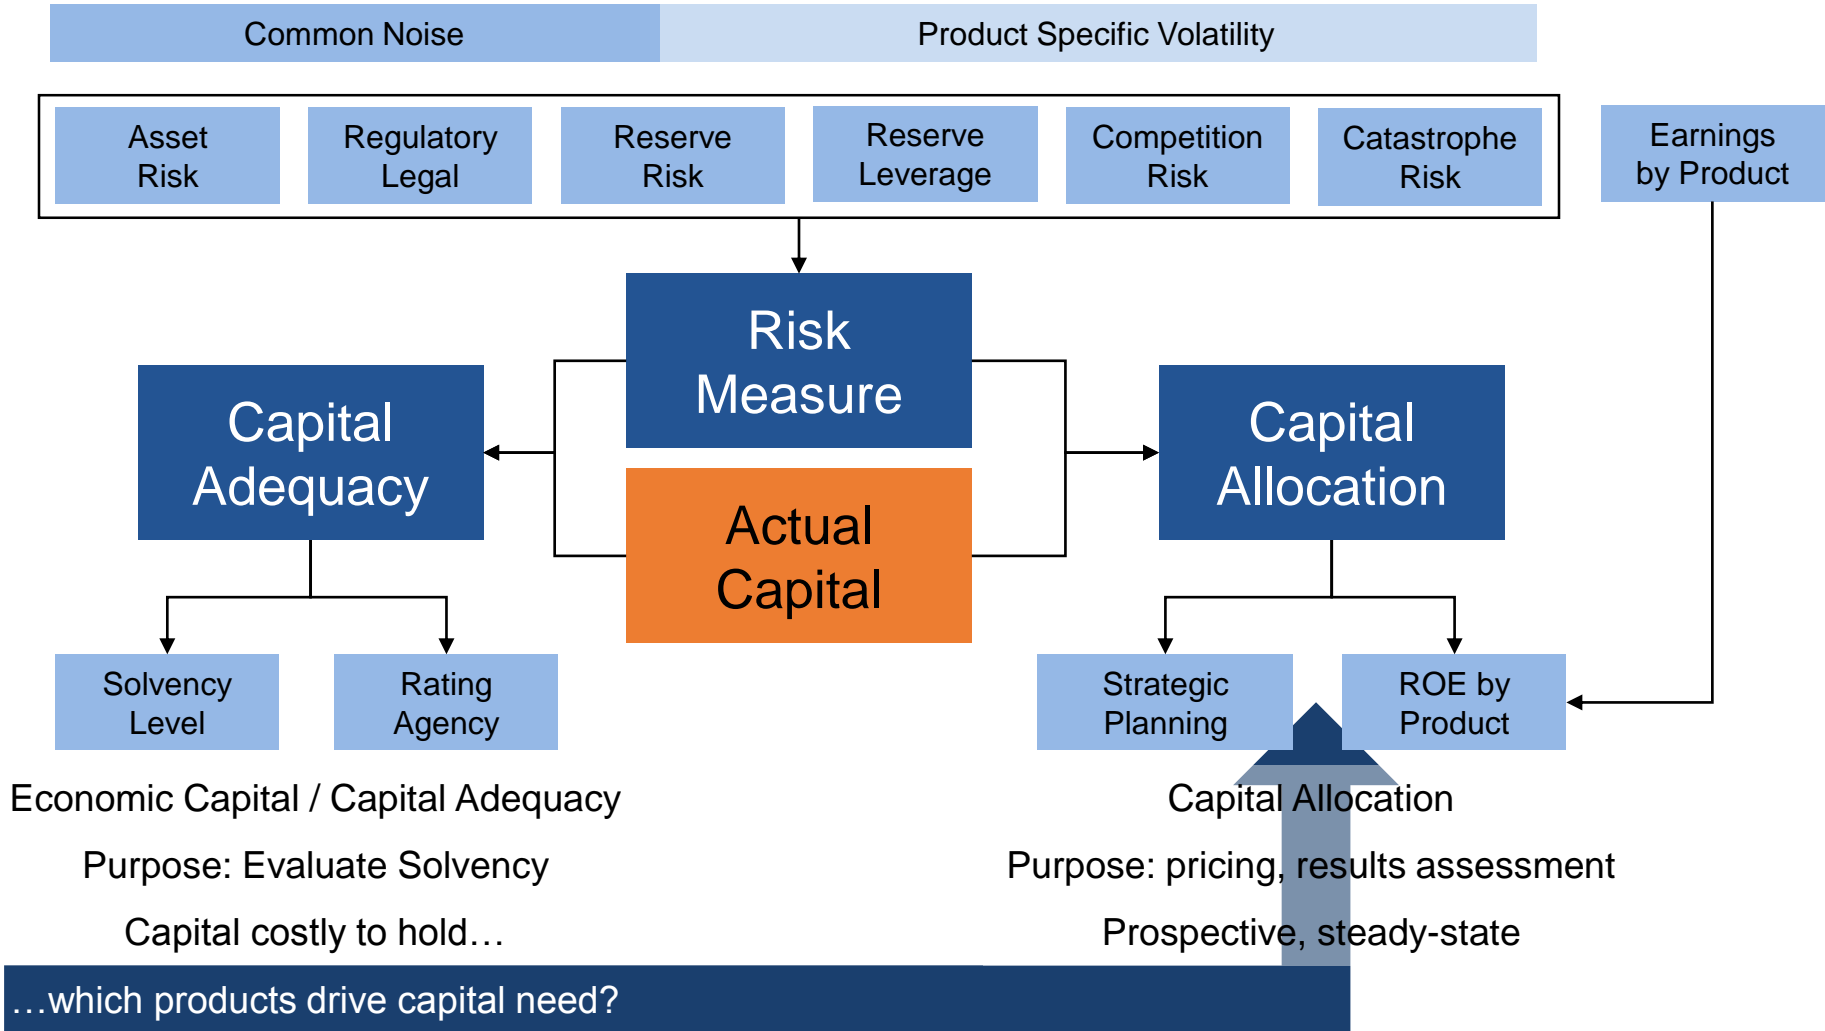 Common Noise
Product Specific Volatility
Asset
Risk
Regulatory
Legal
Reserve
Risk
Reserve
Leverage
Competition
Risk
Catastrophe
Risk
Earnings
by Product
Risk
Measure
Capital
Adequacy
Capital
Allocation
Actual
Capital
Solvency
Level
Rating
Agency
Strategic
Planning
ROE by
Product
Economic Capital / Capital Adequacy
Purpose: Evaluate Solvency
Capital costly to hold…
Capital Allocation
Purpose: pricing, results assessment
Prospective, steady-state
…which products drive capital need?